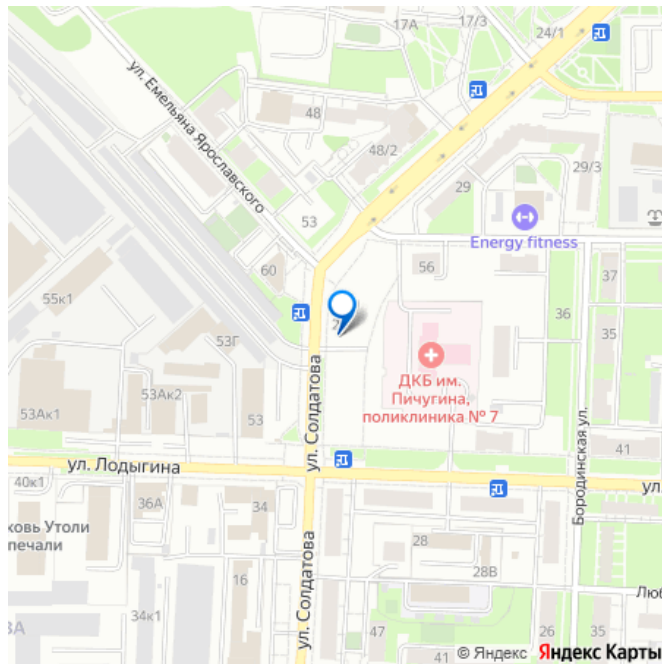 17А
17/3
24/1
ул. Емельяна Ярославского
48
48/2
29
29/3
53
Energy fitness
60
56
37
55к1
36
53Г
ДКБ им.
Пичугина,
поликлиника № 7
53Ак2
53Ак1
53
ул. Солдатова
Бородинская ул.
41
ул. Лодыгина
ул.
40к1
36А
34
овь Утоли
печали
ул. Солдатова
28
16
28В
Люб
34к1
47
41
26
35
35
© Яндекс Яндекс Карты